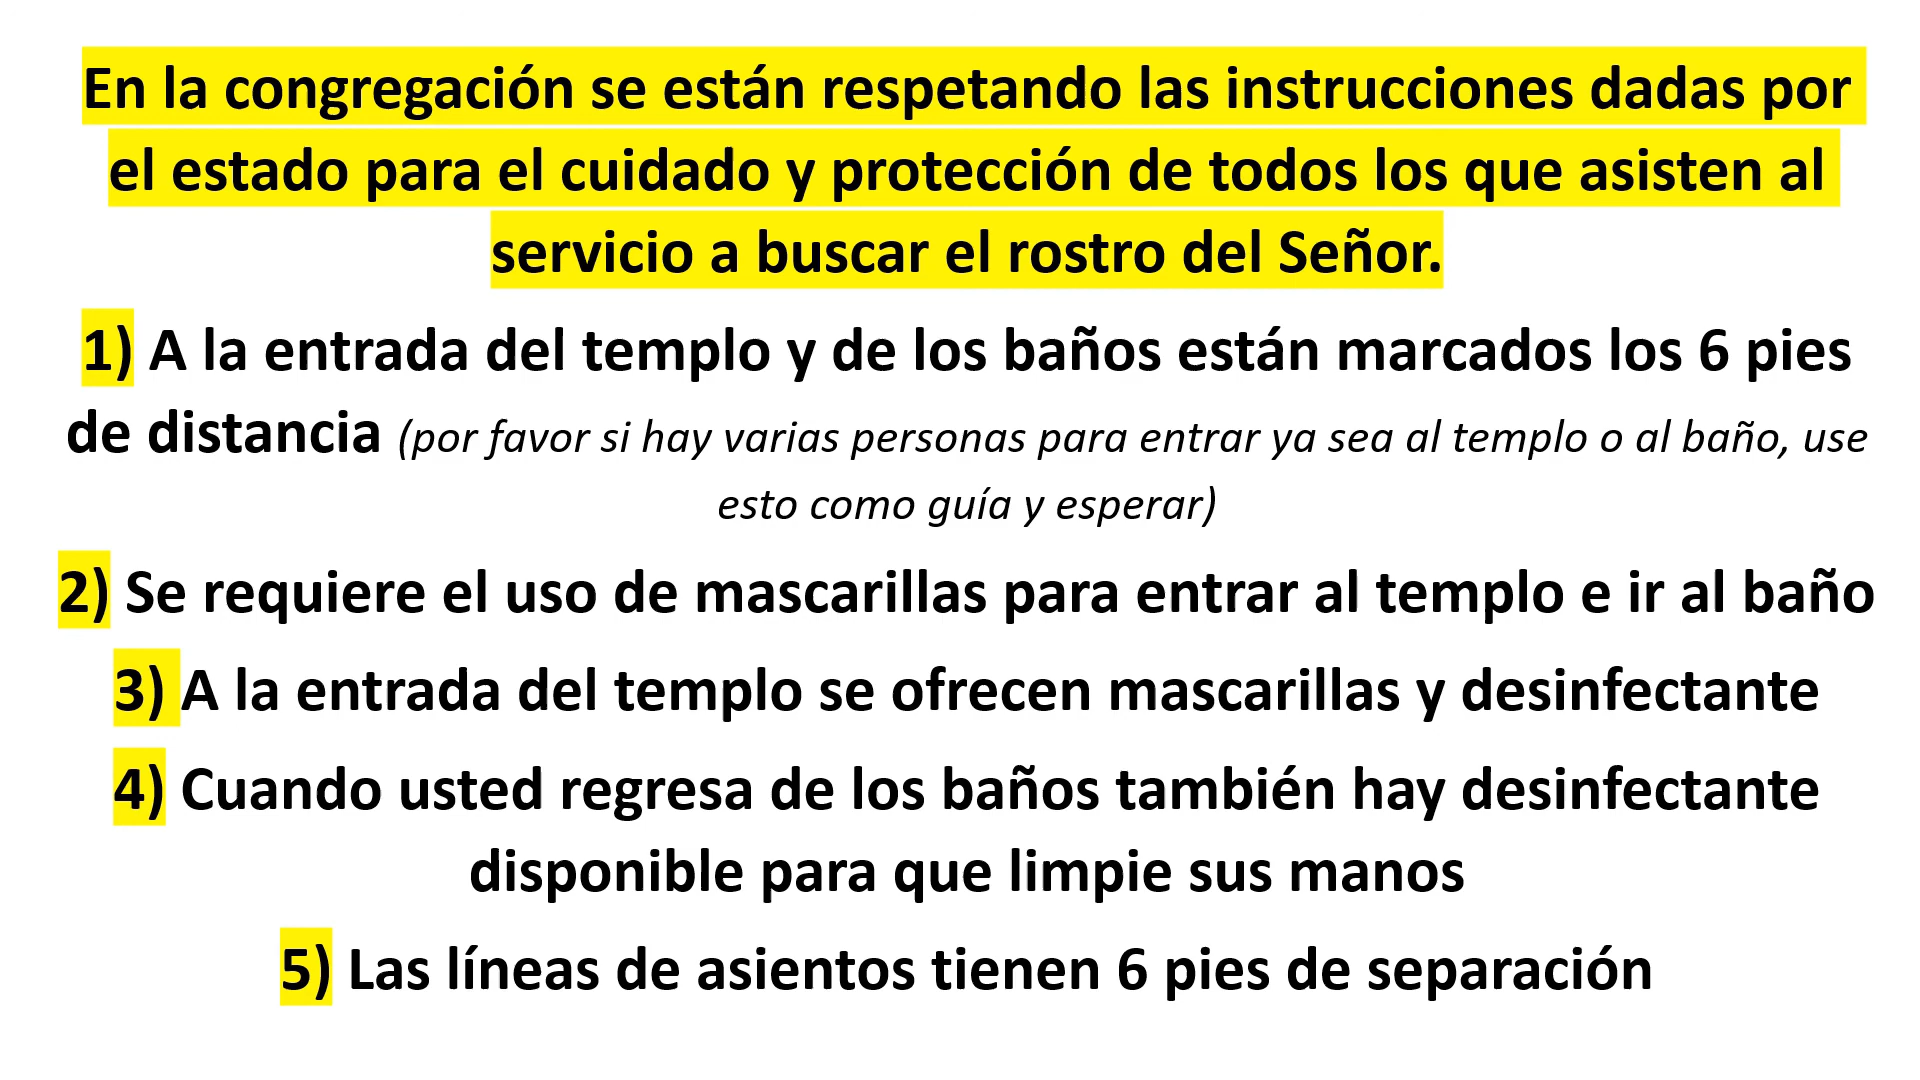 En la congregación se están respetando las instrucciones dadas por
el estado para el cuidado y protección de todos los que asisten al
servicio a buscar el rostro del Señor.
1) A la entrada del templo y de los baños están marcados los 6 pies
de distancia (por favor si hay varias personas para entrar ya sea al templo o al baño, use
esto como guía y esperar)
2) Se requiere el uso de mascarillas para entrar al templo e ir al baño
3) A la entrada del templo se ofrecen mascarillas y desinfectante
4) Cuando usted regresa de los baños también hay desinfectante
disponible para que limpie sus manos
5) Las líneas de asientos tienen 6 pies de separación